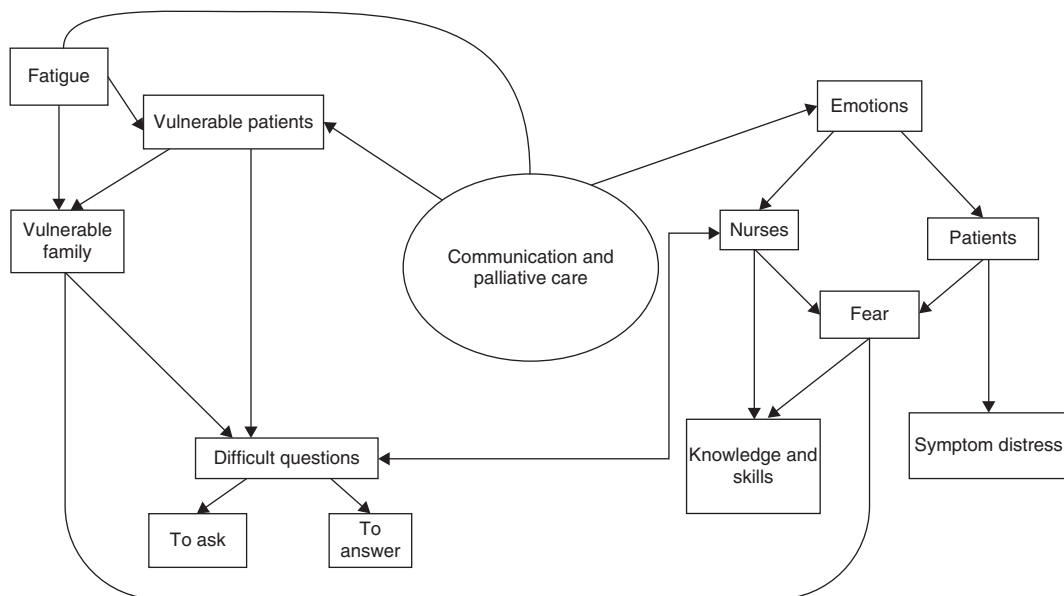 Fatigue
Vulnerable patients
Emotions
Vulnerable
family
Communication and
palliative care
Nurses
Patients
Fear
Difficult questions
Knowledge and
skills
Symptom distress
To ask
To
answer